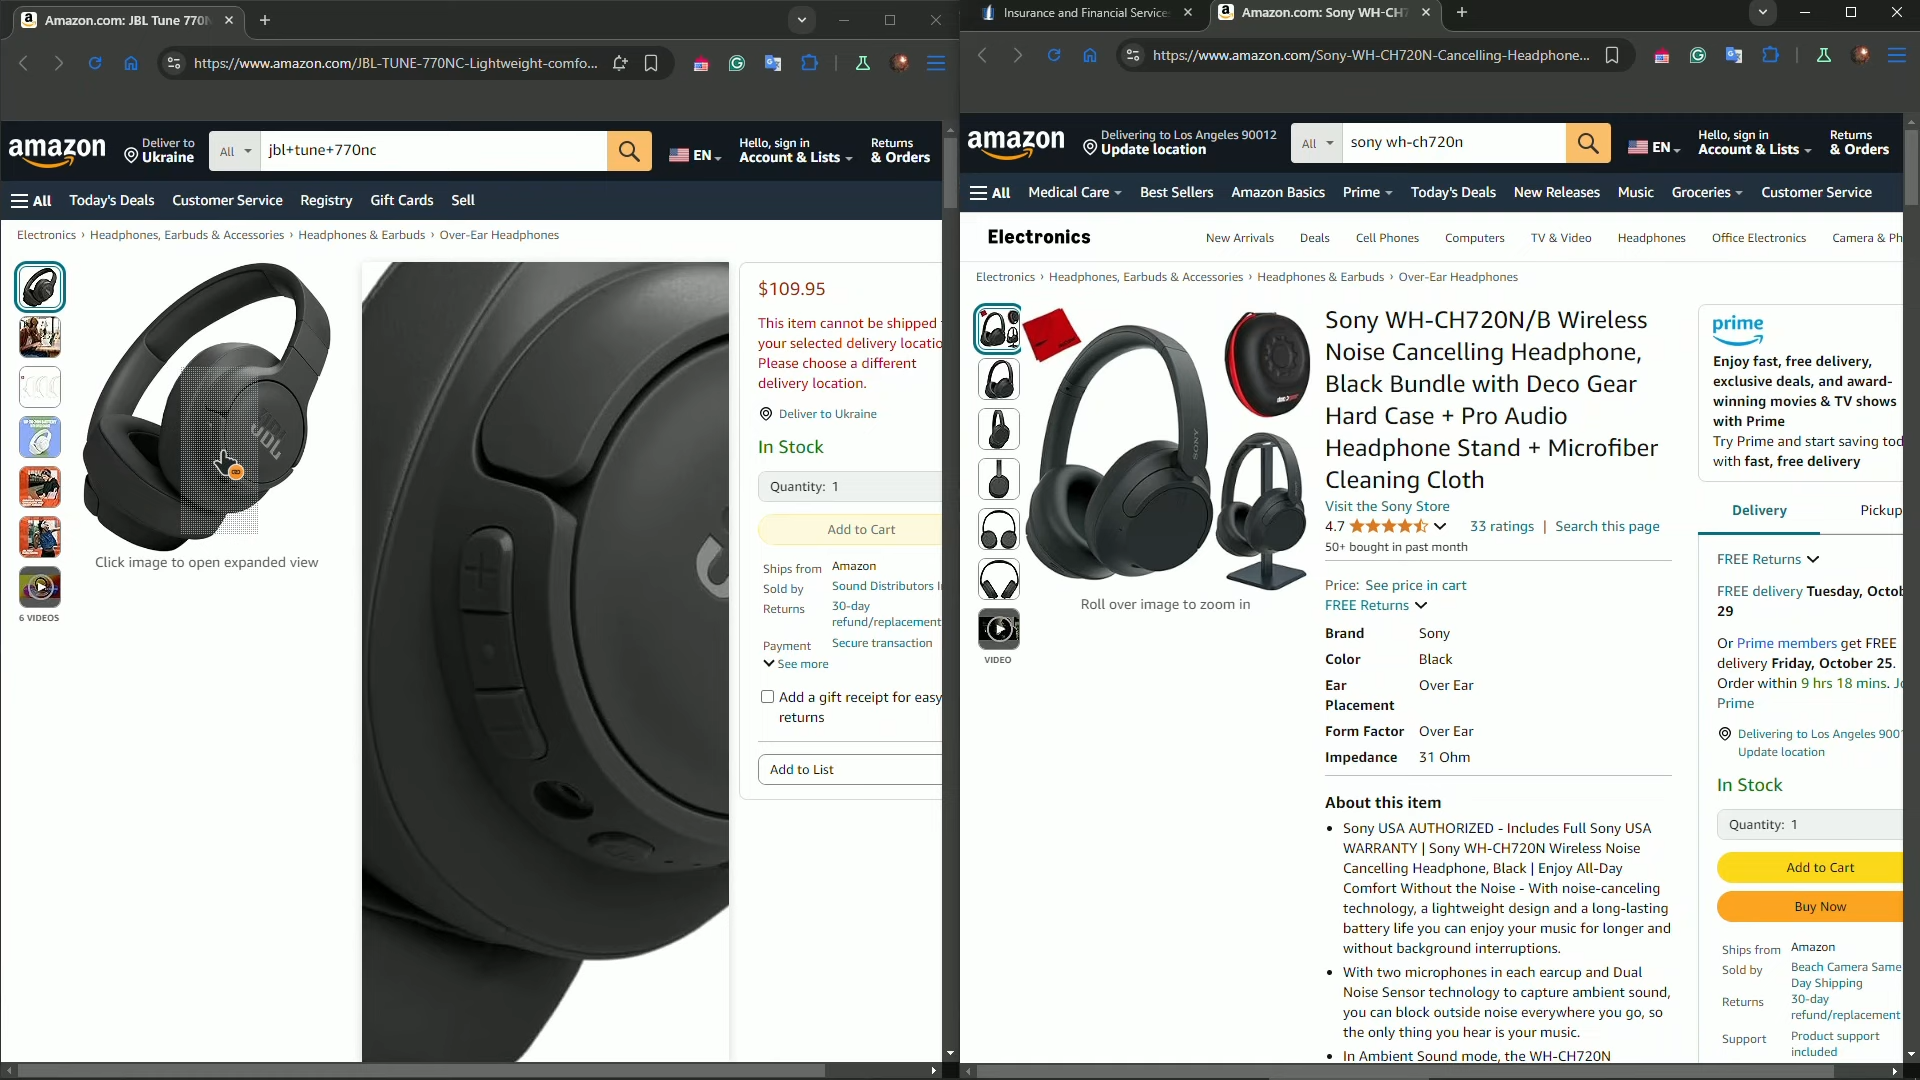 Amazon.com: JBL Tune 770N
https://www.amazon.com/JBL-TUNE-770NC-Lightweight-comfo...
amazon
Deliver to
Ukraine
All
jbl+tune+770nc
EN
Hello, sign in
Account & Lists
Returns
& Orders
All
Today's Deals
Customer Service
Registry
Gift Cards
Sell
Electronics › Headphones, Earbuds & Accessories › Headphones & Earbuds › Over-Ear Headphones
JBL
Click image to open expanded view
6 VIDEOS
$109.95
This item cannot be shipped
your selected delivery locatio
Please choose a different
delivery location.
Deliver to Ukraine
In Stock
Quantity: 1
Add to Cart
Ships from Amazon
Sold by Sound Distributors I
Returns 30-day
refund/replacement
Payment Secure transaction
See more
Add a gift receipt for easy
returns
Add to List
Insurance and Financial Service
Amazon.com: Sony WH-CH7
https://www.amazon.com/Sony-WH-CH720N-Cancelling-Headphone...
amazon
Delivering to Los Angeles 90012
Update location
All
sony wh-ch720n
EN
Hello, sign in
Account & Lists
Returns
& Orders
All
Medical Care
Best Sellers
Amazon Basics
Prime
Today's Deals
New Releases
Music
Groceries
Customer Service
Electronics
New Arrivals
Deals
Cell Phones
Computers
TV & Video
Headphones
Office Electronics
Camera & Ph
Electronics › Headphones, Earbuds & Accessories › Headphones & Earbuds › Over-Ear Headphones
SONY
Roll over image to zoom in
VIDEO
Sony WH-CH720N/B Wireless
Noise Cancelling Headphone,
Black Bundle with Deco Gear
Hard Case + Pro Audio
Headphone Stand + Microfiber
Cleaning Cloth
Visit the Sony Store
4.7 33 ratings | Search this page
50+ bought in past month
Price: See price in cart
FREE Returns
Brand Sony
Color Black
Ear Over Ear
Placement
Form Factor Over Ear
Impedance 31 Ohm
About this item
• Sony USA AUTHORIZED - Includes Full Sony USA
WARRANTY | Sony WH-CH720N Wireless Noise
Cancelling Headphone, Black | Enjoy All-Day
Comfort Without the Noise - With noise-canceling
technology, a lightweight design and a long-lasting
battery life you can enjoy your music for longer and
without background interruptions.
• With two microphones in each earcup and Dual
Noise Sensor technology to capture ambient sound,
you can block outside noise everywhere you go, so
the only thing you hear is your music.
• In Ambient Sound mode, the WH-CH720N
prime
Enjoy fast, free delivery,
exclusive deals, and award-
winning movies & TV shows
with Prime
Try Prime and start saving tod
with fast, free delivery
Delivery
Pickup
FREE Returns
FREE delivery Tuesday, Octob
29
Or Prime members get FREE
delivery Friday, October 25.
Order within 9 hrs 18 mins. Jo
Prime
Delivering to Los Angeles 9001
Update location
In Stock
Quantity: 1
Add to Cart
Buy Now
Ships from Amazon
Sold by Beach Camera Same
Day Shipping
Returns 30-day
refund/replacement
Support Product support
included